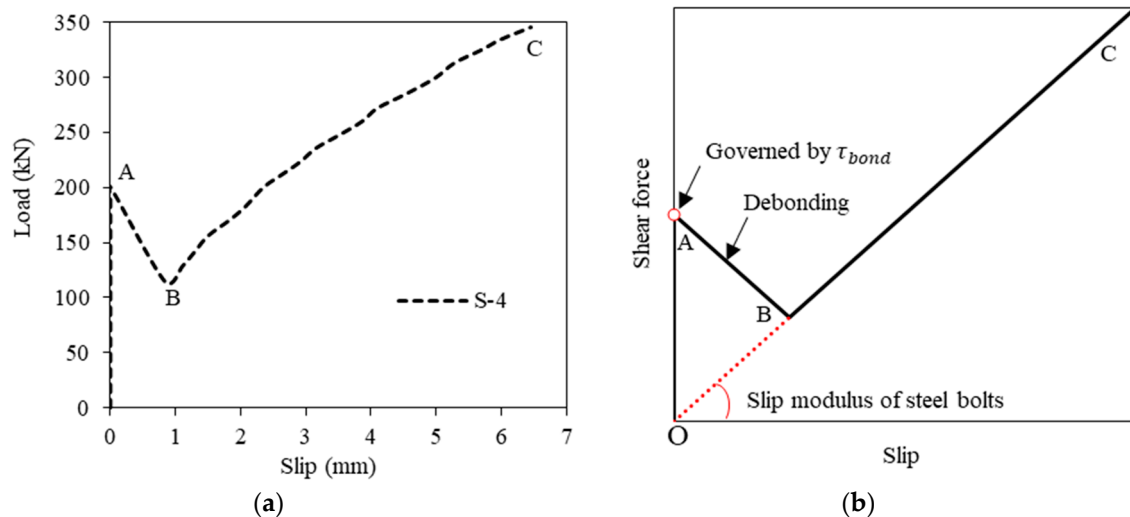 350
300
250
200
150
100
50
0
Load (kN)
A
B
C
S-4
0 1 2 3 4 5 6 7
Slip (mm)
(a)
Shear force
Governed by τ_bond
Debonding
A
B
C
Slip modulus of steel bolts
O
Slip
(b)